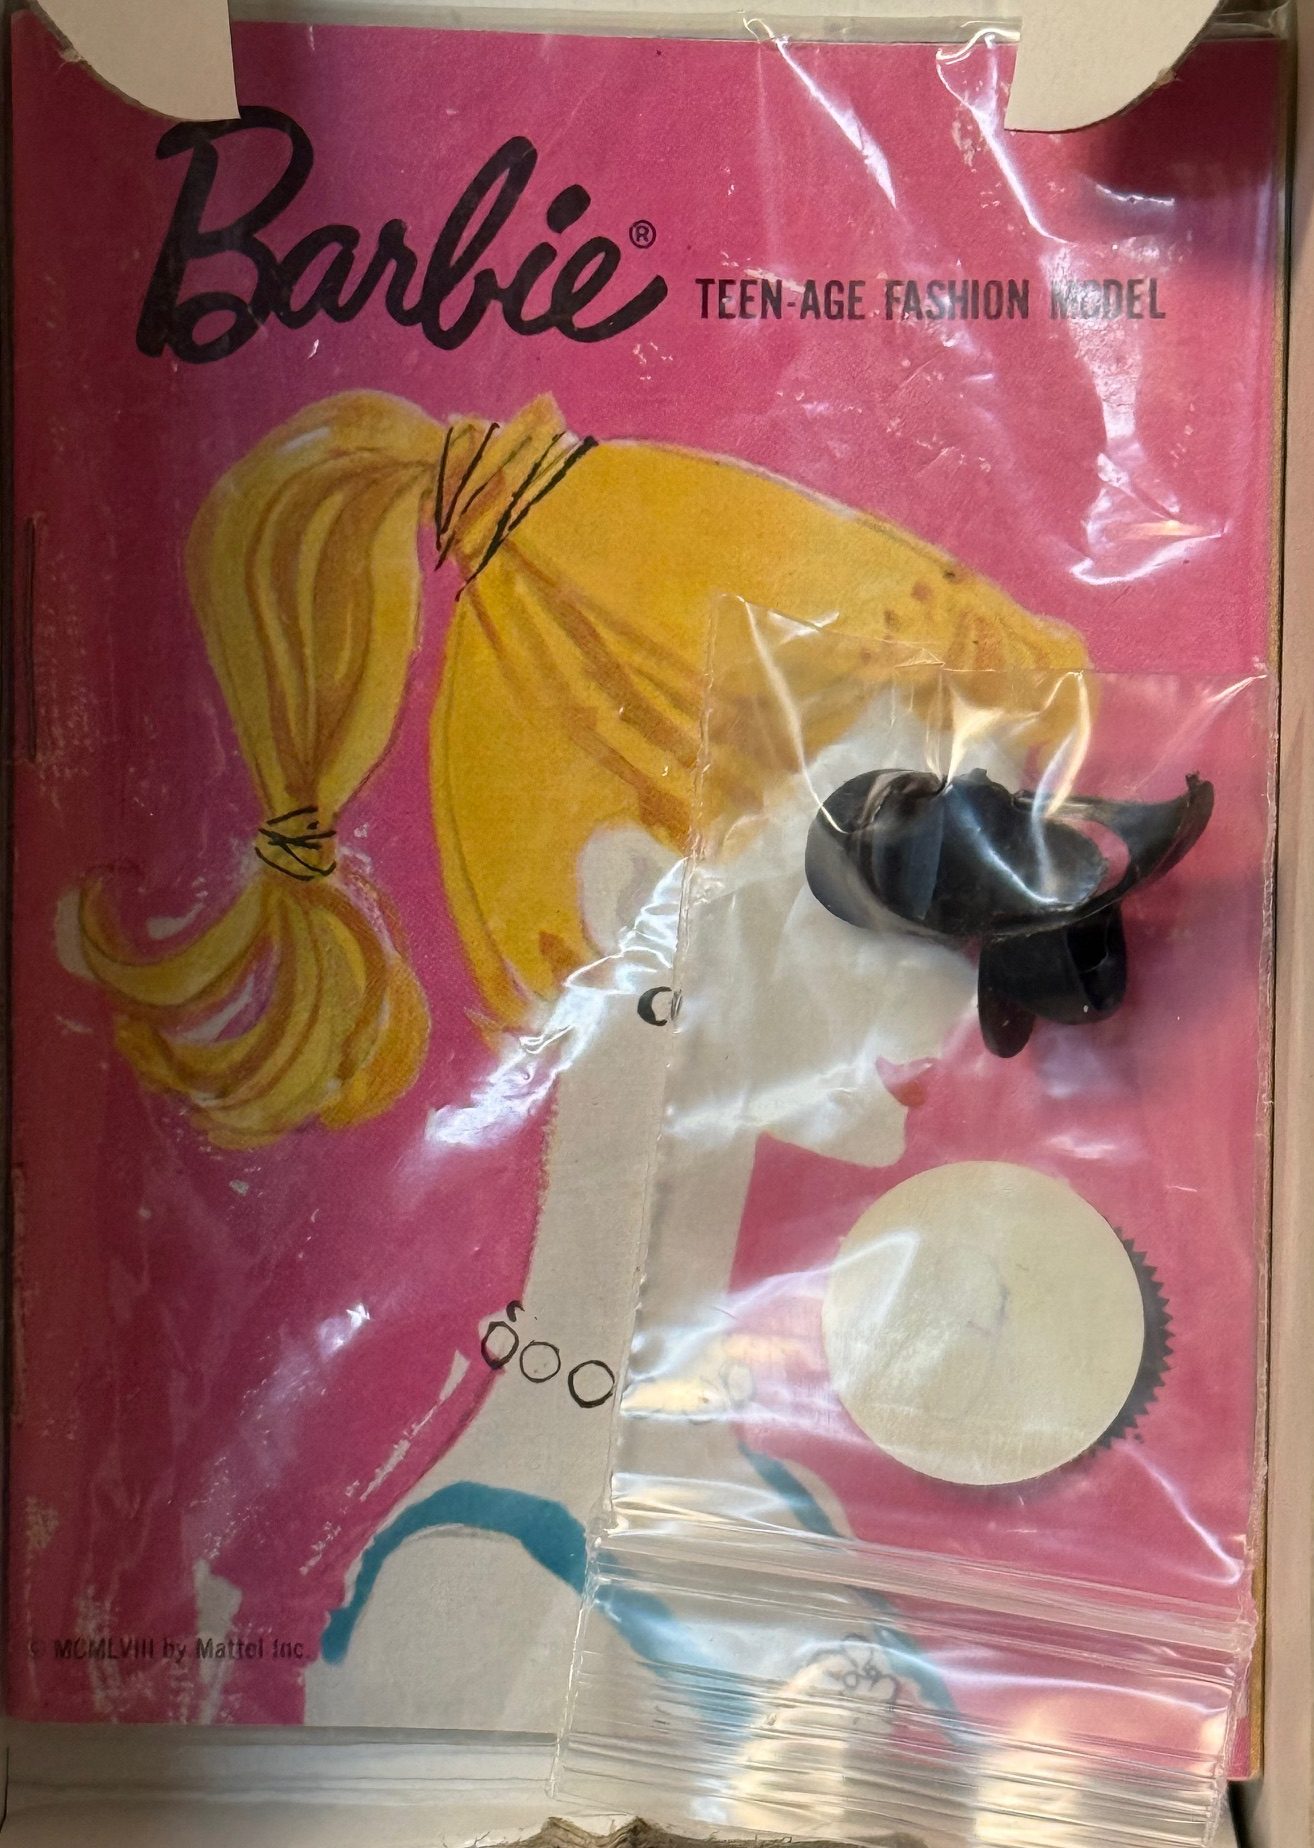 Barbie®
TEEN-AGE FASHION MODEL
© MCMLVIII by Mattel Inc.